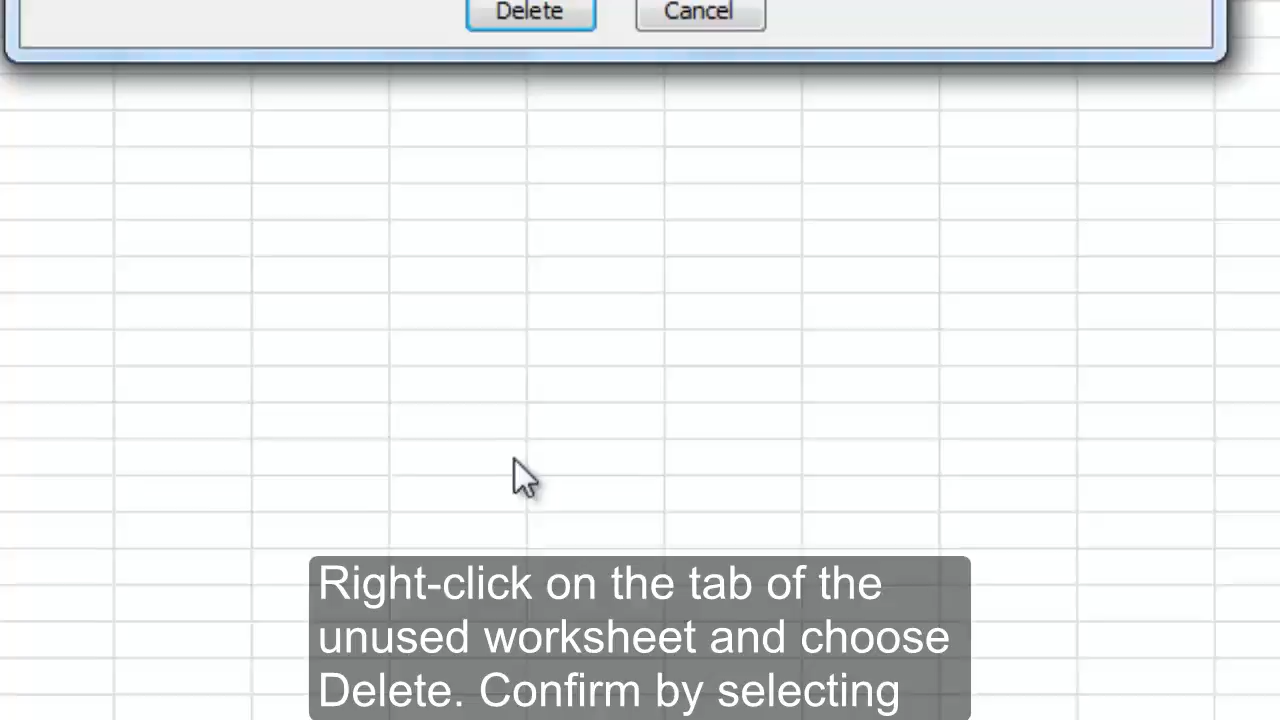 Delete Cancel
Right-click on the tab of the
unused worksheet and choose
Delete. Confirm by selecting